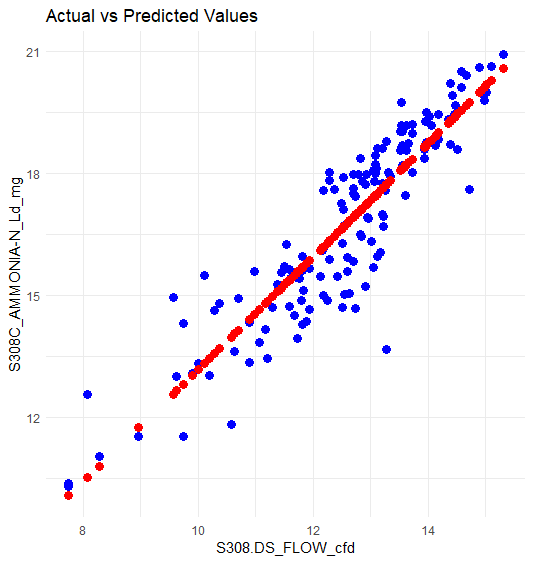 Actual vs Predicted Values
S308C_AMMONIA-N_Ld_mg
21
18
15
12
8
10
12
14
S308.DS_FLOW_cfd